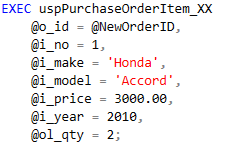 EXEC uspPurchaseOrderItem_XX
@o_id = @NewOrderID,
@i_no = 1,
@i_make = 'Honda',
@i_model = 'Accord',
@i_price = 3000.00,
@i_year = 2010,
@ol_qty = 2;